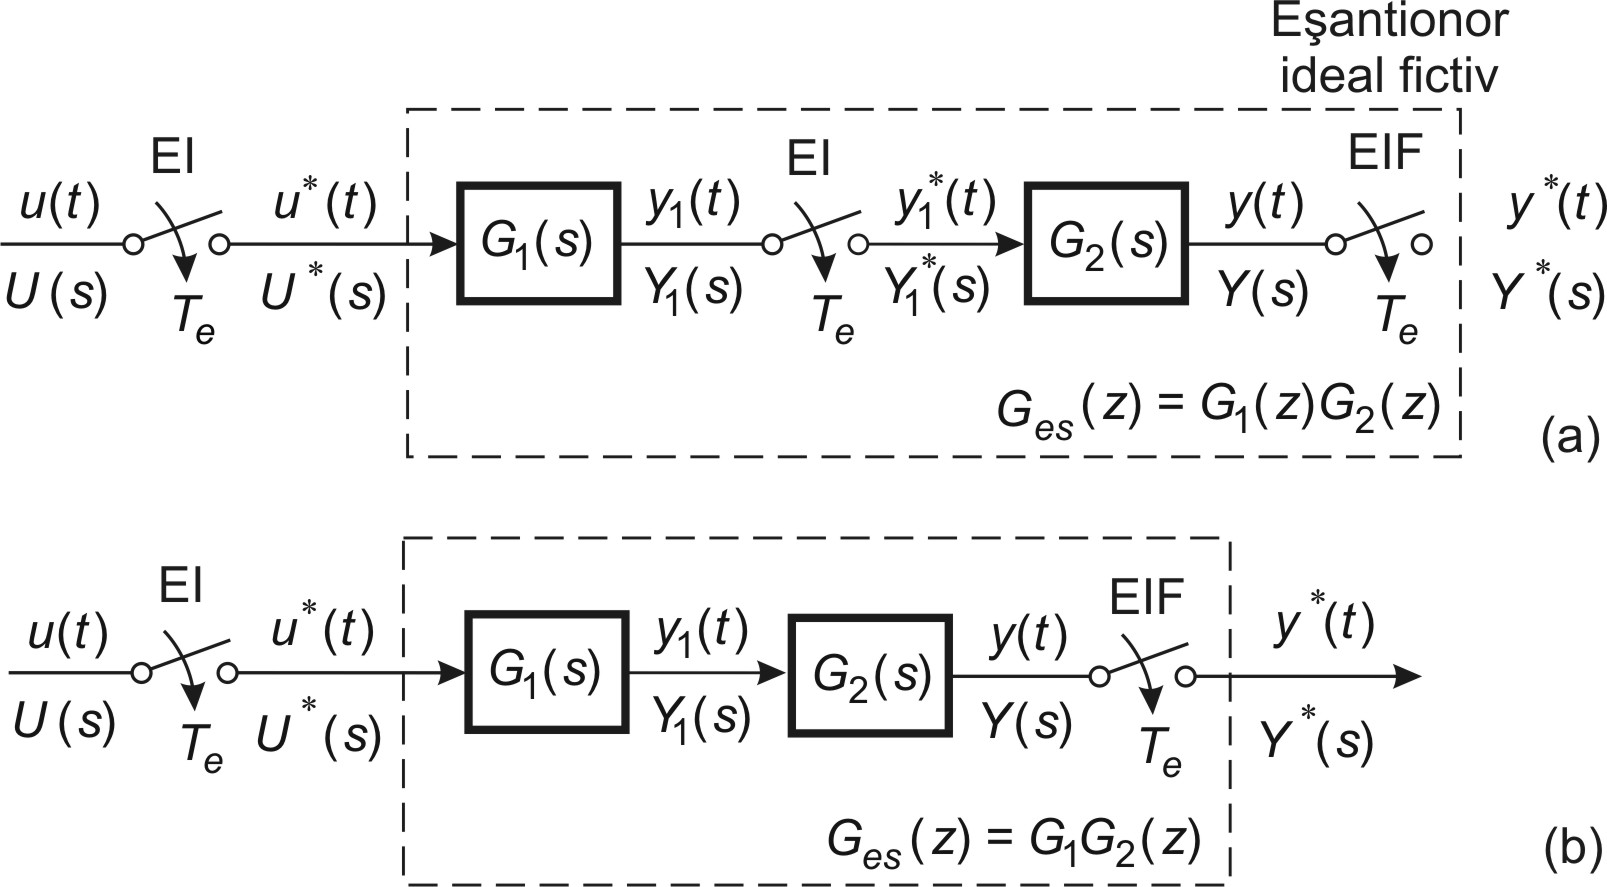 Eşantionor
ideal fictiv
EI
EI
EIF
u(t)
u*(t)
y₁(t)
y₁*(t)
y(t)
y*(t)
G₁(s)
G₂(s)
U(s)
U*(s)
Y₁(s)
Y₁*(s)
Y(s)
Y*(s)
Tₑ
Tₑ
Tₑ
Gₑₛ(z) = G₁(z)G₂(z)
(a)
EI
EIF
u(t)
u*(t)
y₁(t)
y(t)
y*(t)
G₁(s)
G₂(s)
U(s)
U*(s)
Y₁(s)
Y(s)
Y*(s)
Tₑ
Tₑ
Gₑₛ(z) = G₁G₂(z)
(b)